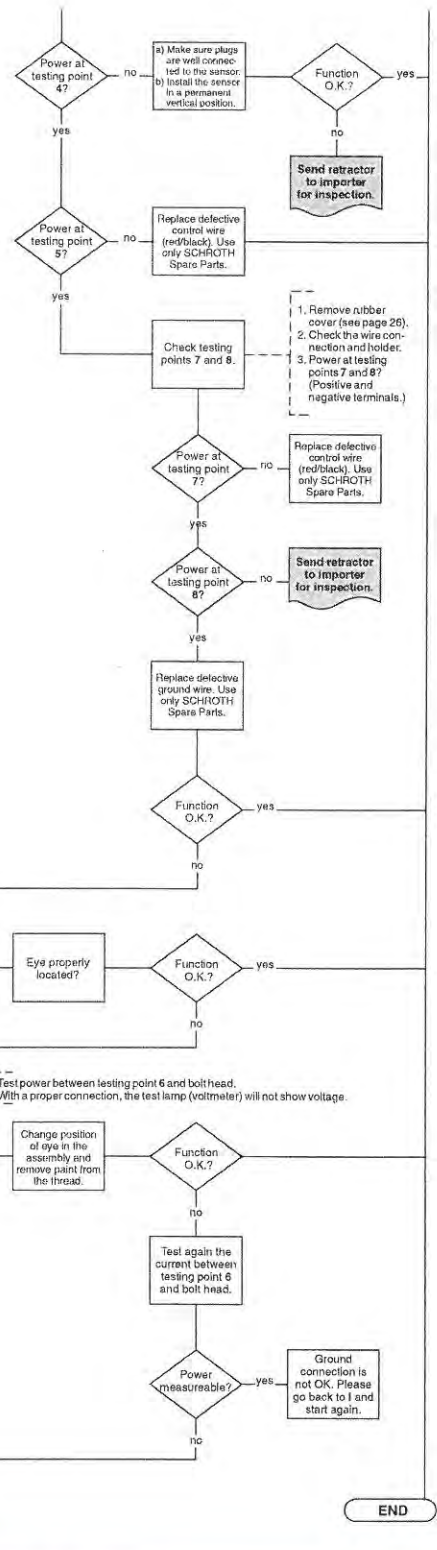 Power at
testing point
4?
no
a) Make sure plugs
are well connec-
ted to the sensor.
b) Install the sensor
in a permanent
vertical position.
Function
O.K.?
yes
no
Send retractor
to importer
for inspection.
yes
Power at
testing point
5?
no
Replace defective
control wire
(red/black). Use
only SCHROTH
Spare Parts.
yes
Check testing
points 7 and 8.
1. Remove rubber
cover (see page 26).
2. Check the wire con-
nection and holder.
3. Power at testing
points 7 and 8?
(Positive and
negative terminals.)
Power at
testing point
7?
no
Replace defective
control wire
(red/black). Use
only SCHROTH
Spare Parts.
yes
Power at
testing point
8?
no
Send retractor
to importer
for inspection.
yes
Replace defective
ground wire. Use
only SCHROTH
Spare Parts.
Function
O.K.?
yes
no
Eye properly
located?
Function
O.K.?
yes
no
Test power between testing point 6 and bolt head.
With a proper connection, the test lamp (voltmeter) will not show voltage.
Change position
of eye in the
assembly and
remove paint from
the thread.
Function
O.K.?
no
Test again the
current between
testing point 6
and bolt head.
Power
measureable?
yes
Ground
connection is
not OK. Please
go back to I and
start again.
no
END